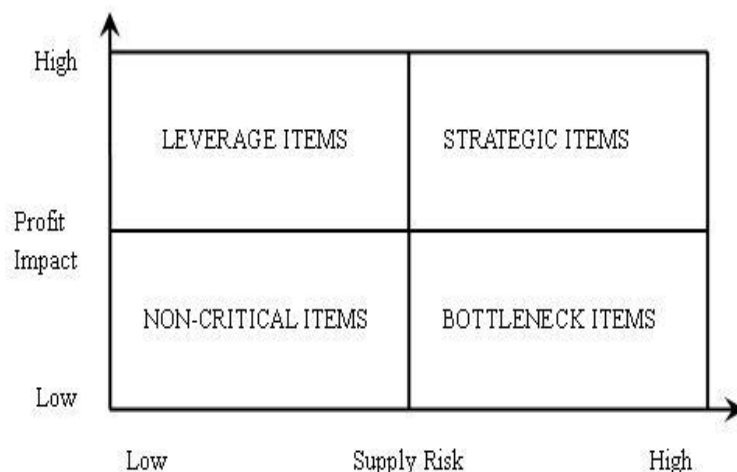 High
LEVERAGE ITEMS
STRATEGIC ITEMS
Profit
Impact
NON-CRITICAL ITEMS
BOTTLENECK ITEMS
Low
Low
Supply Risk
High